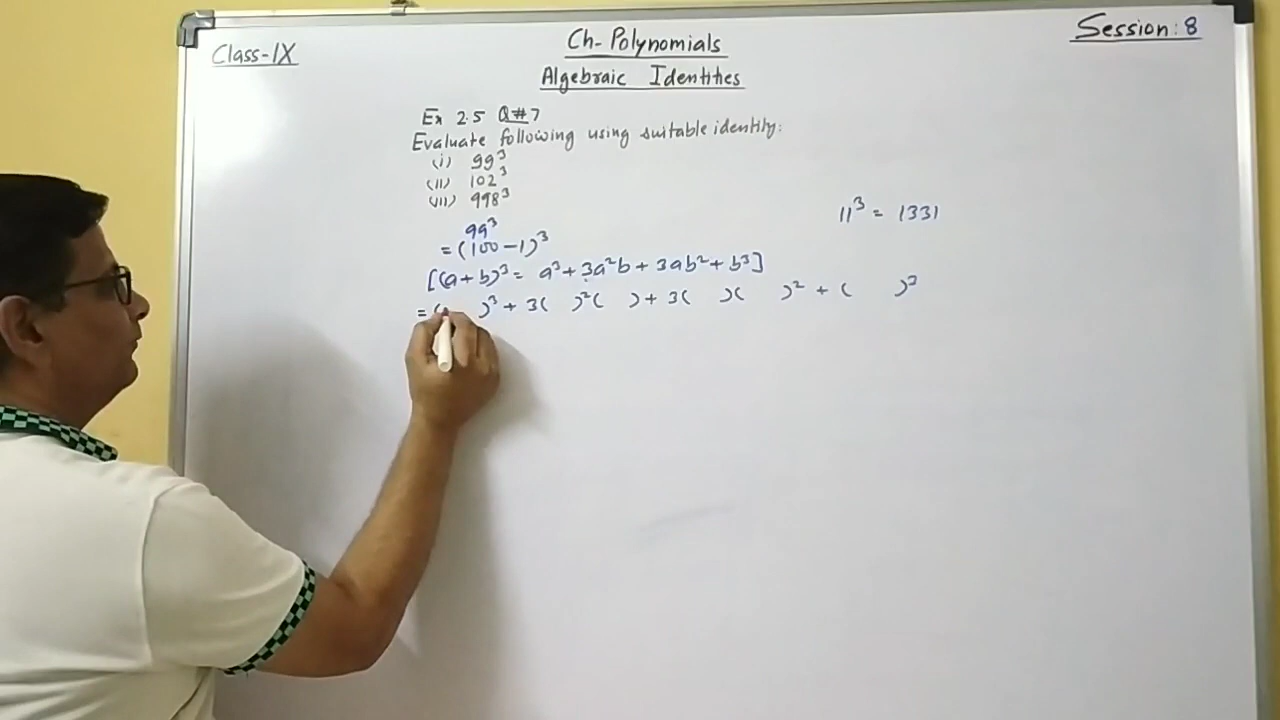 Class-IX
Ch- Polynomials
Session: 8
Algebraic Identities
Ex 2.5 Q#7
Evaluate following using suitable identity:
(i) 99³
(ii) 102³
(iii) 998³
99³
= (100 - 1)³
11³ = 1331
[(a + b)³ = a³ + 3a²b + 3ab² + b³]
= ( )³ + 3( )²( ) + 3( )( )² + ( )³